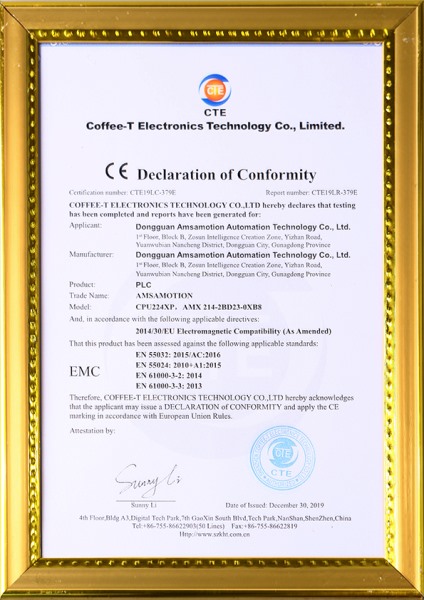 CTE
CTE
Coffee-T Electronics Technology Co., Limited.
CE Declaration of Conformity
Certification number: CTE19LC-379E Report number: CTE19LR-379E
COFFEE-T ELECTRONICS TECHNOLOGY CO.,LTD hereby declares that testing
has been completed and reports have been generated for:
Applicant: Dongguan Amsamotion Automation Technology Co., Ltd.
1st Floor, Block B, Zosun Intelligence Creation Zone, Yizhan Road,
Yuanwubian Nancheng District, Dongguan City, Gunagdong Province
Manufacturer: Dongguan Amsamotion Automation Technology Co., Ltd.
1st Floor, Block B, Zosun Intelligence Creation Zone, Yizhan Road,
Yuanwubian Nancheng District, Dongguan City, Gunagdong Province
Product: PLC
Trade Name: AMSAMOTION
Model: CPU224XP、AMX 214-2BD23-0XB8
And, in accordance with the following applicable directives:
2014/30/EU Electromagnetic Compatibility (As Amended)
That this product has been assessed against the following applicable standards:
EN 55032: 2015/AC:2016
EN 55024: 2010+A1:2015
EMC
EN 61000-3-2: 2014
EN 61000-3-3: 2013
Therefore, COFFEE-T ELECTRONICS TECHNOLOGY CO.,LTD hereby acknowledges
that the applicant may issue a DECLARATION of CONFORMITY and apply the CE
marking in accordance with European Union Rules.
Attestation by:
CTE
CTE
Sunny Li
Sunny Li Date of Issued: December 30, 2019
4th Floor,Bldg A3,Digital Tech Park,7th GaoXin South Blvd,Tech Park,NanShan,ShenZhen,China
Tel:+86-755-86622903(50 Lines) Fax:+86-755-86622819
Http://www.szkht.com.cn